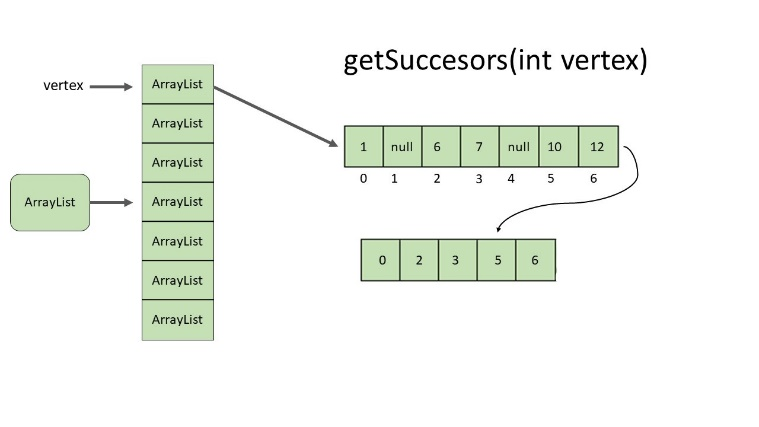 getSuccesors(int vertex)
vertex
ArrayList
ArrayList
ArrayList
ArrayList
ArrayList
ArrayList
ArrayList
ArrayList
1 null 6 7 null 10 12
0 1 2 3 4 5 6
0 2 3 5 6